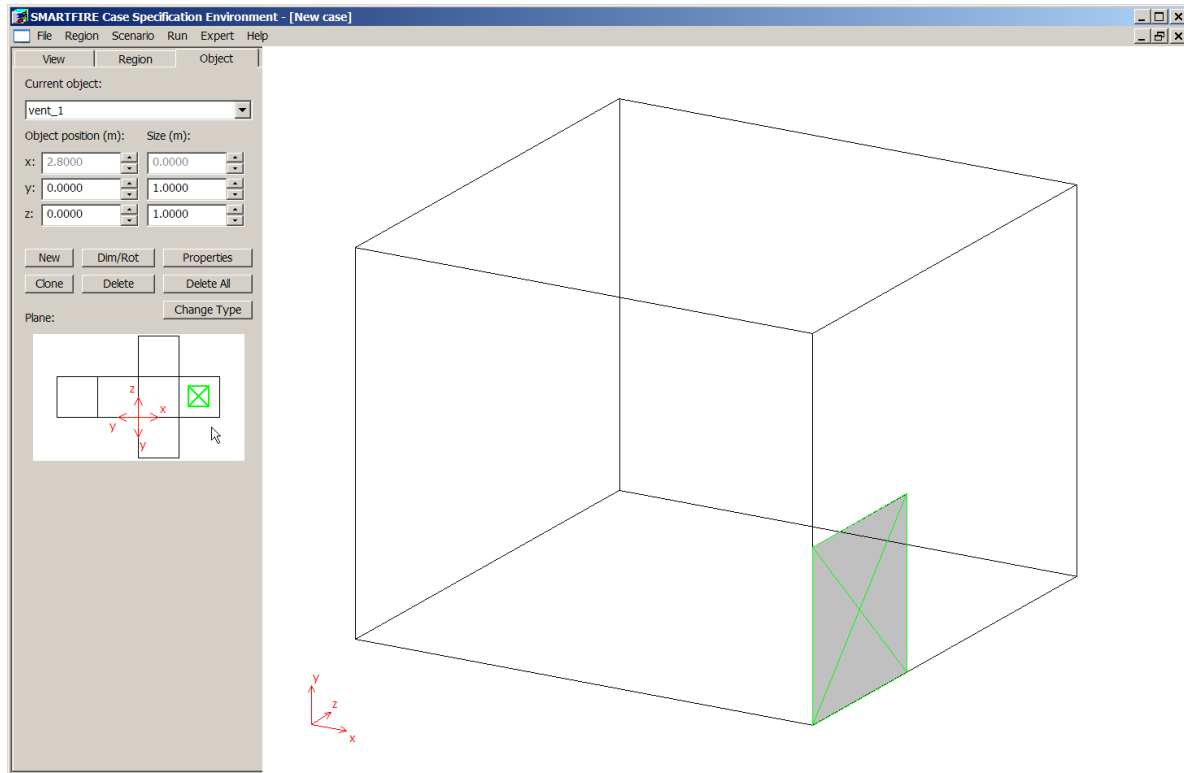 SMARTFIRE Case Specification Environment - [New case]
File Region Scenario Run Expert Help
View Region Object
Current object:
vent_1
Object position (m): Size (m):
x: 2.8000 0.0000
y: 0.0000 1.0000
z: 0.0000 1.0000
New Dim/Rot Properties
Clone Delete Delete All
Change Type
Plane:
z
x
y
y
y
z
x